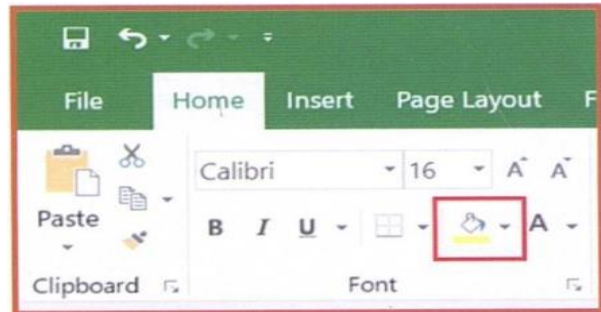 File Home Insert Page Layout F
Calibri 16 A A
Paste B I U A
Clipboard Font